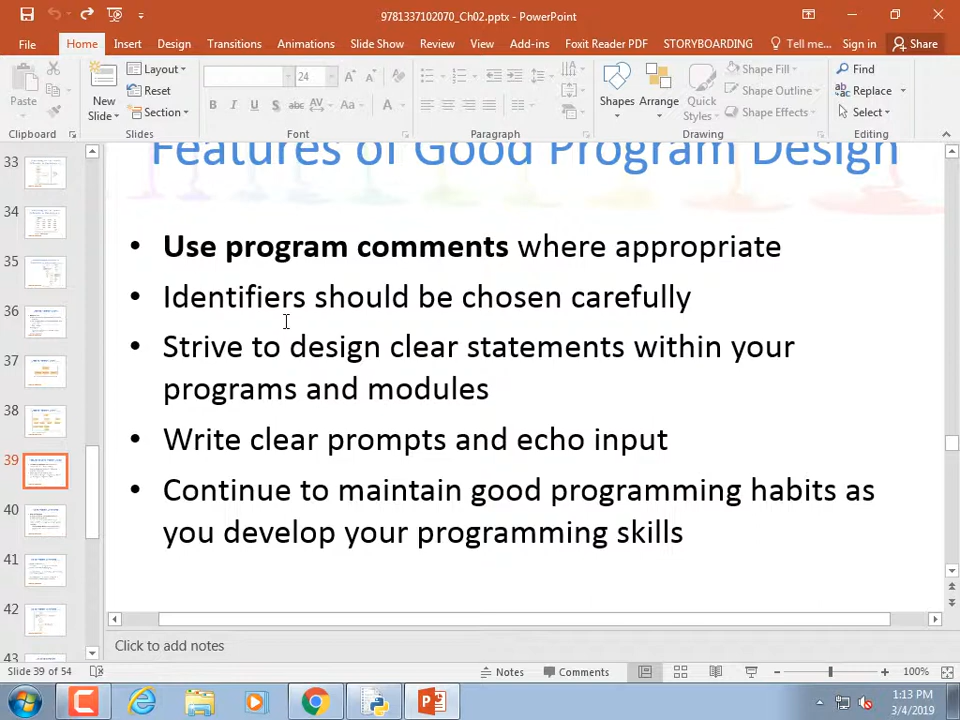 9781337102070_Ch02.pptx - PowerPoint
File Home Insert Design Transitions Animations Slide Show Review View Add-ins Foxit Reader PDF STORYBOARDING Tell me... Sign in Share
Paste
New
Slide
Layout
Reset
Section
24
B I U S abc AV Aa A
Shapes
Arrange
Quick
Styles
Shape Fill
Shape Outline
Shape Effects
Find
Replace
Select
Clipboard Slides Font Paragraph Drawing Editing
33
34
35
36
37
38
39
40
41
42
43
Features of Good Program Design
• Use program comments where appropriate
• Identifiers should be chosen carefully
• Strive to design clear statements within your
programs and modules
• Write clear prompts and echo input
• Continue to maintain good programming habits as
you develop your programming skills
Click to add notes
Slide 39 of 54 Notes Comments 100%
1:13 PM
3/4/2019